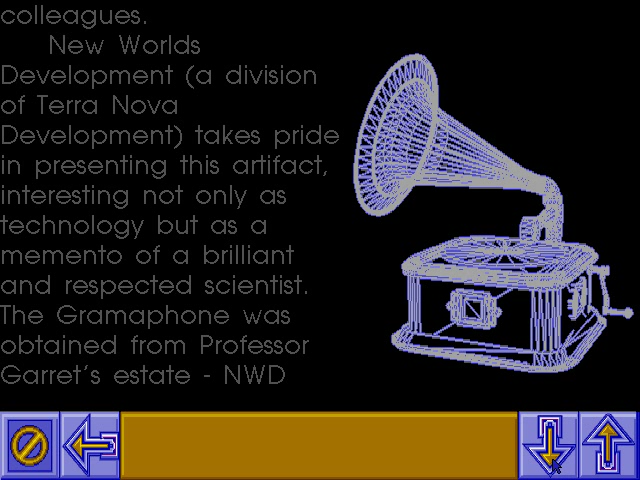 colleagues.
New Worlds
Development (a division
of Terra Nova
Development) takes pride
in presenting this artifact,
interesting not only as
technology but as a
memento of a brilliant
and respected scientist.
The Gramaphone was
obtained from Professor
Garret's estate - NWD